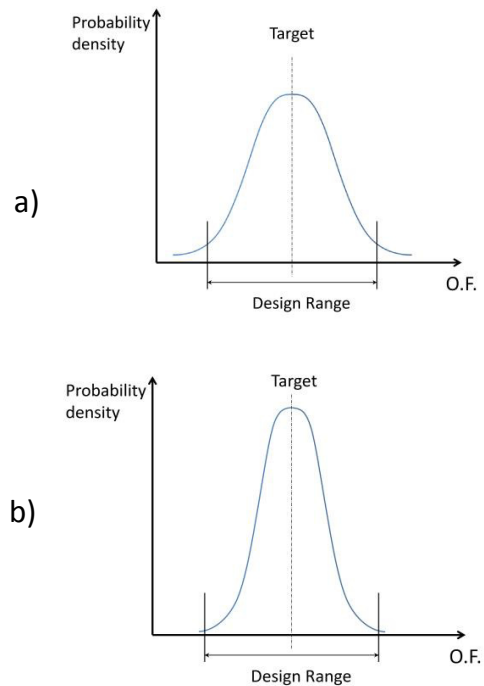 Probability
density
Target
a)
O.F.
Design Range
Probability
density
Target
b)
O.F.
Design Range